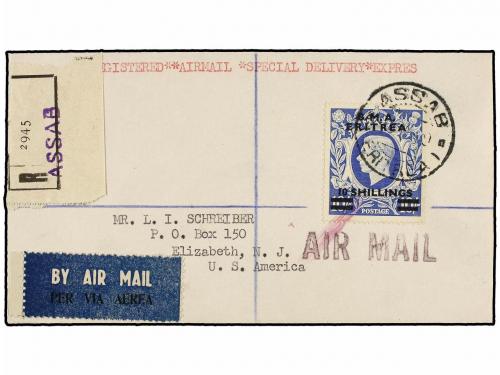 GISTERED**AIRMAIL *SPECIAL DELIVERY*EXPRES
R
2945
ASSAB
ASSAB
B.M.A.
ERITREA
10 SHILLINGS
POSTAGE
MR. L. I. SCHREIBER
P. O. Box 150
Elizabeth, N. J.
U. S. America
AIR MAIL
BY AIR MAIL
PER VIA AEREA